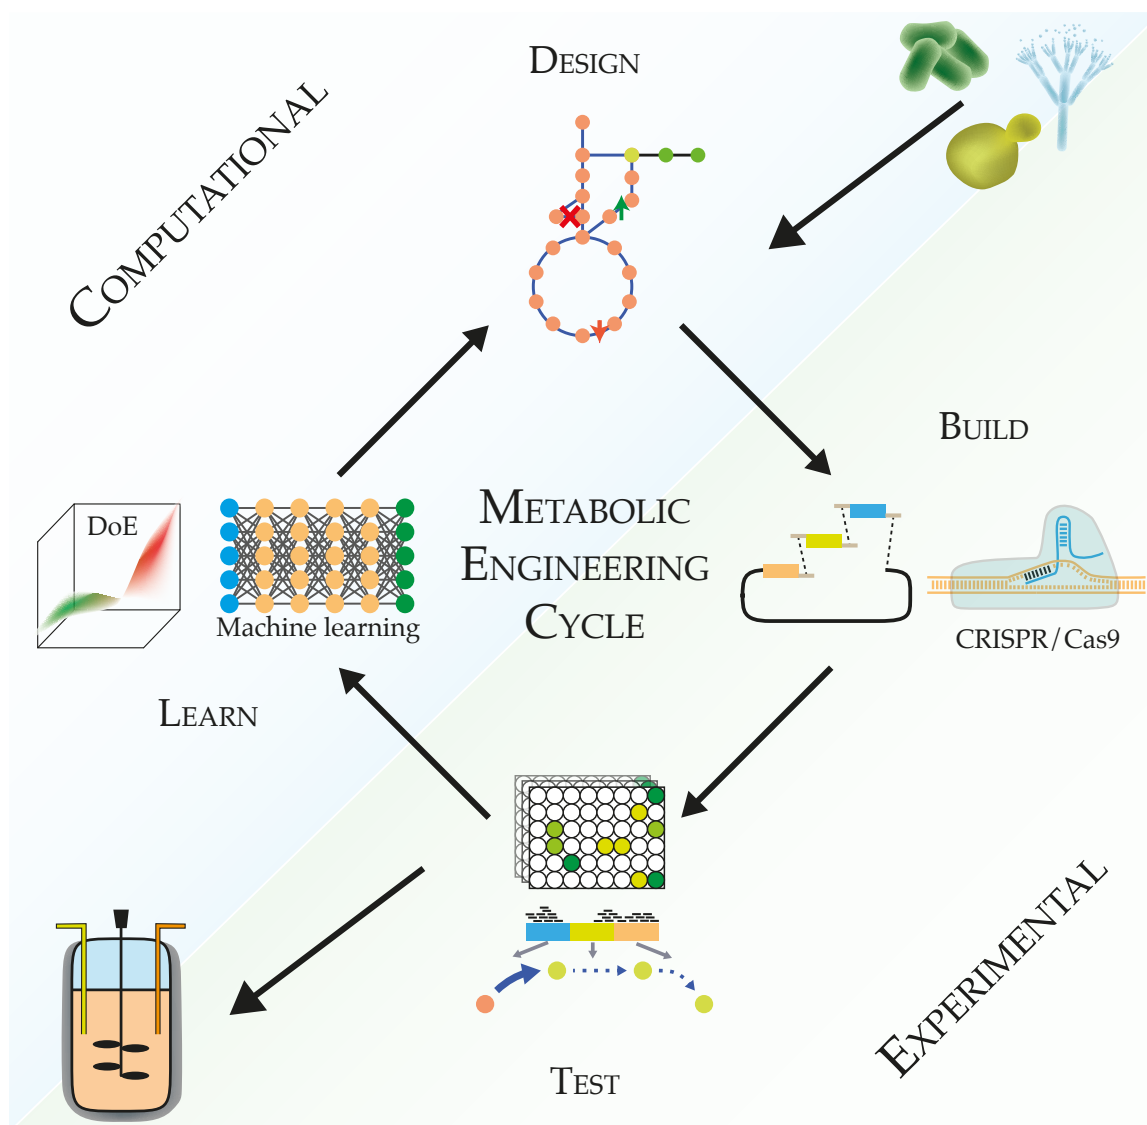 DESIGN
COMPUTATIONAL
BUILD
DoE
METABOLIC
ENGINEERING
CYCLE
Machine learning
CRISPR/Cas9
LEARN
EXPERIMENTAL
TEST